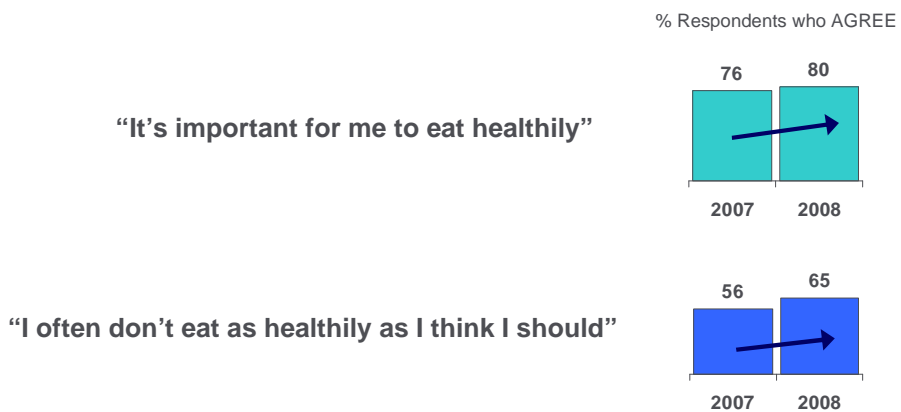 % Respondents who AGREE
76 80
“It’s important for me to eat healthily”
2007 2008
56 65
“I often don’t eat as healthily as I think I should”
2007 2008